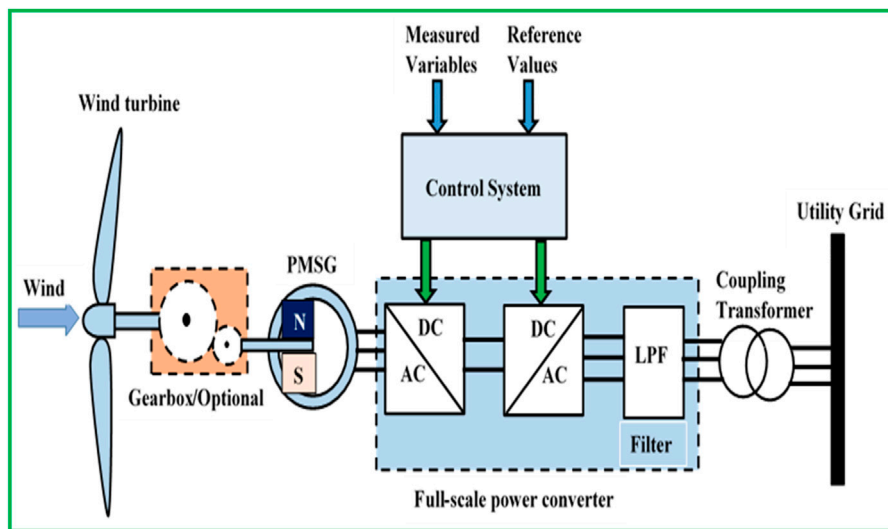 Measured
Variables
Reference
Values
Wind turbine
Control System
Utility Grid
PMSG
Coupling
Transformer
Wind
N
S
DC
AC
DC
AC
LPF
Gearbox/Optional
Filter
Full-scale power converter